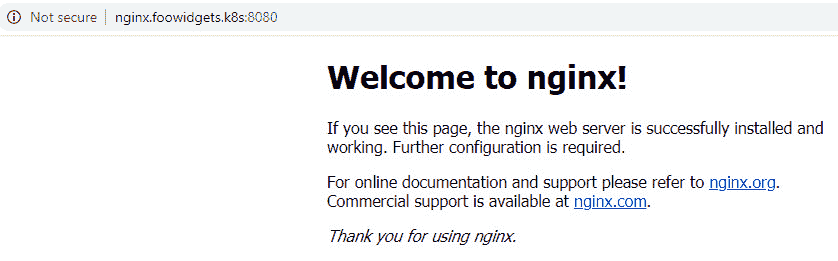 Not secure | nginx.foowidgets.k8s:8080
Welcome to nginx!
If you see this page, the nginx web server is successfully installed and
working. Further configuration is required.
For online documentation and support please refer to nginx.org.
Commercial support is available at nginx.com.
Thank you for using nginx.